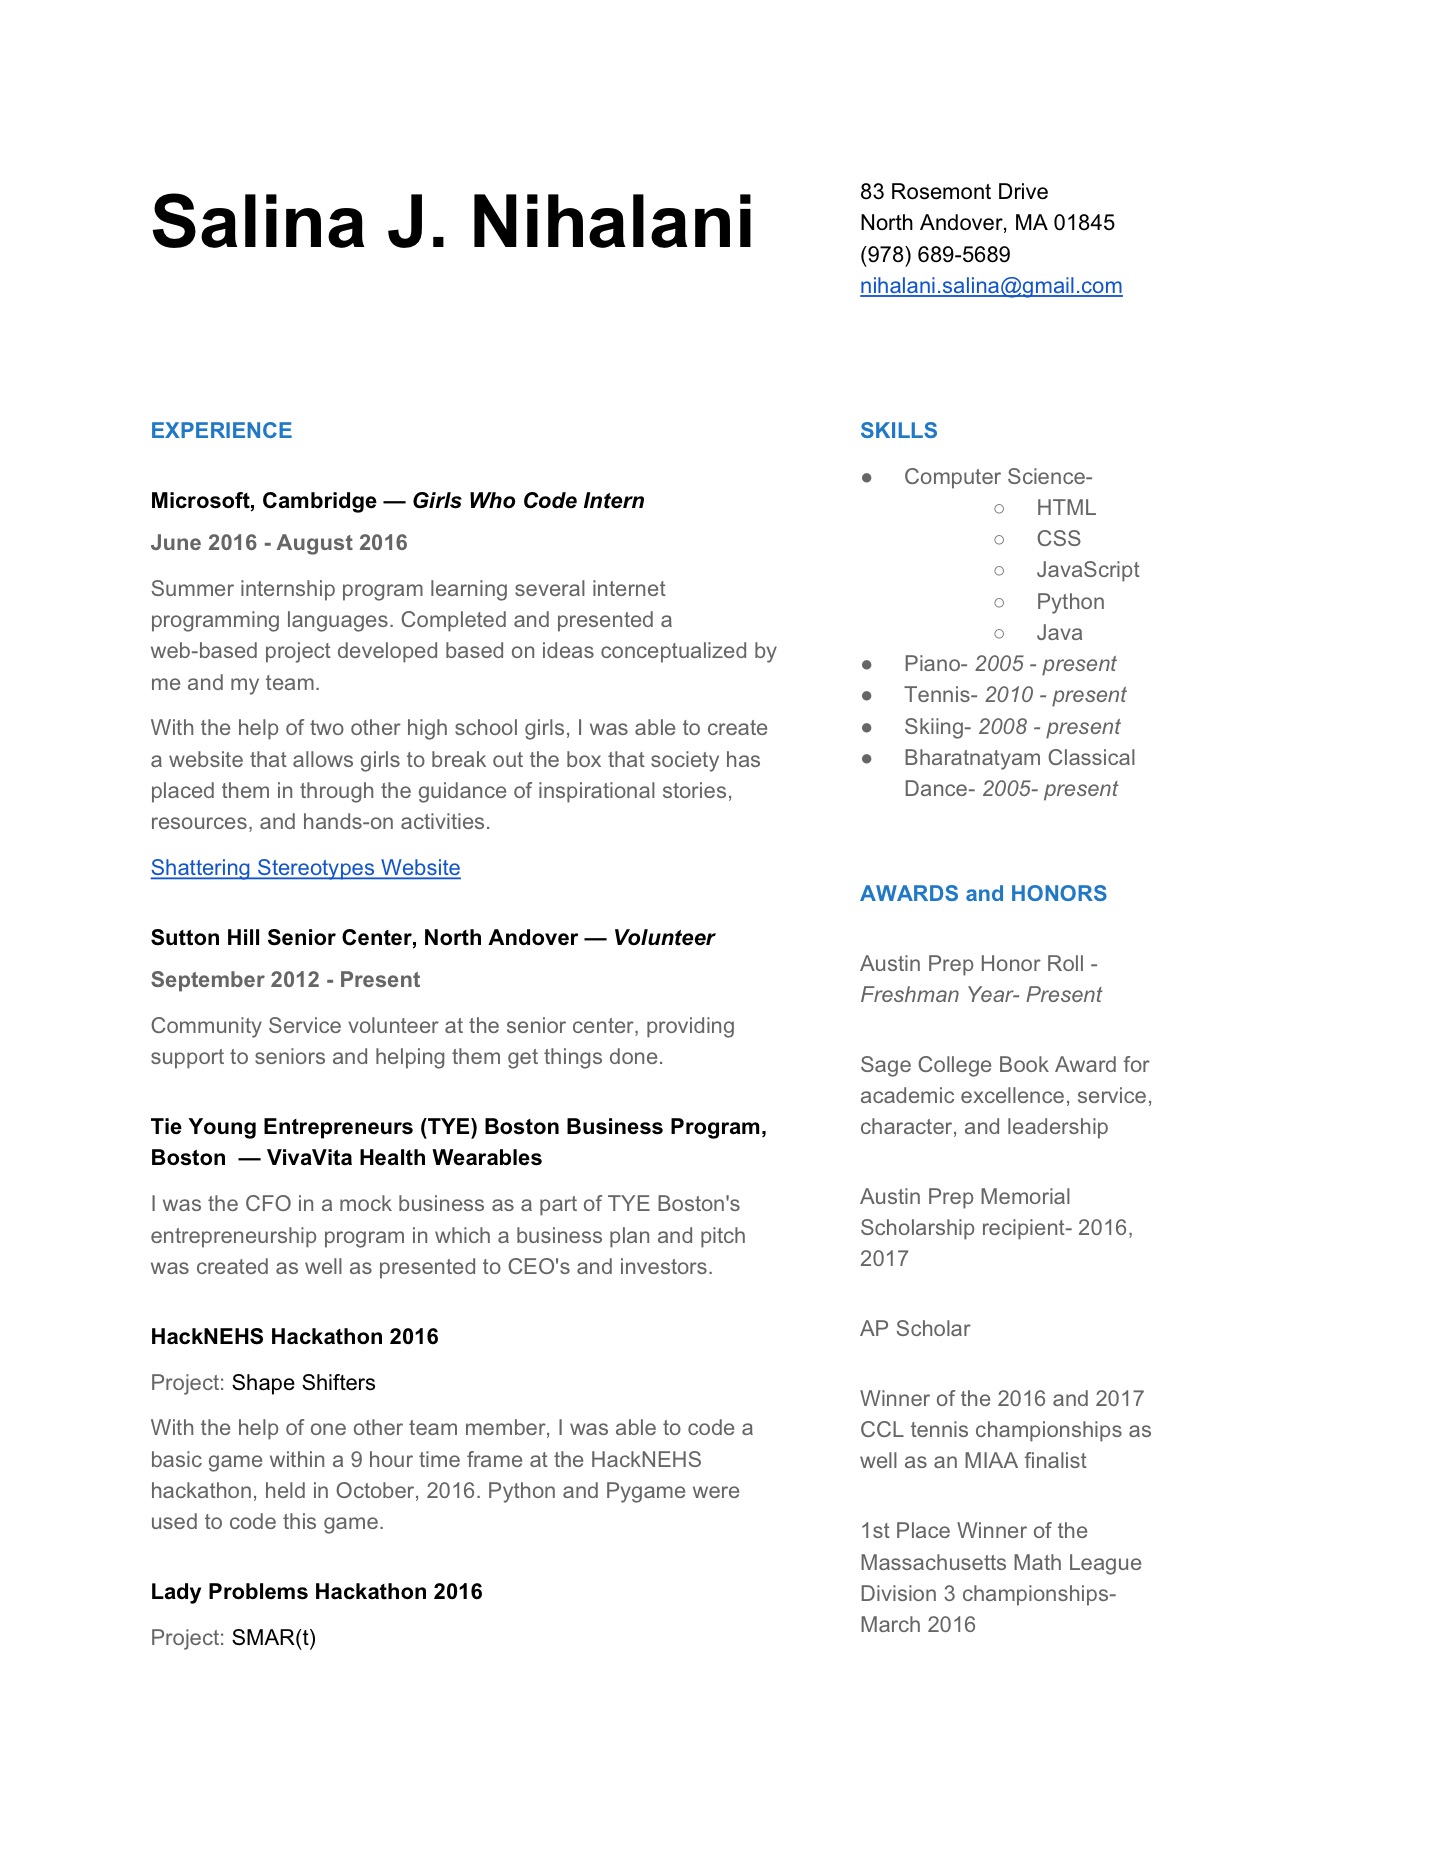 Salina J. Nihalani
83 Rosemont Drive
North Andover, MA 01845
(978) 689-5689
nihalani.salina@gmail.com
EXPERIENCE
Microsoft, Cambridge — Girls Who Code Intern
June 2016 - August 2016
Summer internship program learning several internet
programming languages. Completed and presented a
web-based project developed based on ideas conceptualized by
me and my team.
With the help of two other high school girls, I was able to create
a website that allows girls to break out the box that society has
placed them in through the guidance of inspirational stories,
resources, and hands-on activities.
Shattering Stereotypes Website
Sutton Hill Senior Center, North Andover — Volunteer
September 2012 - Present
Community Service volunteer at the senior center, providing
support to seniors and helping them get things done.
Tie Young Entrepreneurs (TYE) Boston Business Program,
Boston  — VivaVita Health Wearables
I was the CFO in a mock business as a part of TYE Boston's
entrepreneurship program in which a business plan and pitch
was created as well as presented to CEO's and investors.
HackNEHS Hackathon 2016
Project: Shape Shifters
With the help of one other team member, I was able to code a
basic game within a 9 hour time frame at the HackNEHS
hackathon, held in October, 2016. Python and Pygame were
used to code this game.
Lady Problems Hackathon 2016
Project: SMAR(t)
SKILLS
● Computer Science-
○ HTML
○ CSS
○ JavaScript
○ Python
○ Java
● Piano- 2005 - present
● Tennis- 2010 - present
● Skiing- 2008 - present
● Bharatnatyam Classical
Dance- 2005- present
AWARDS and HONORS
Austin Prep Honor Roll -
Freshman Year- Present
Sage College Book Award for
academic excellence, service,
character, and leadership
Austin Prep Memorial
Scholarship recipient- 2016,
2017
AP Scholar
Winner of the 2016 and 2017
CCL tennis championships as
well as an MIAA finalist
1st Place Winner of the
Massachusetts Math League
Division 3 championships-
March 2016